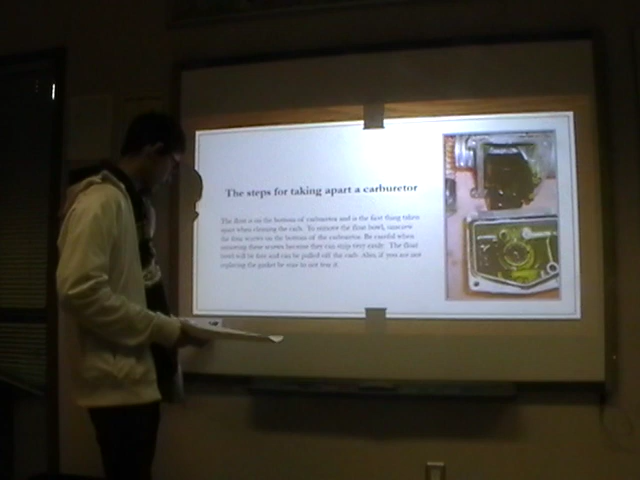 The steps for taking apart a carburetor
The float is on the bottom of carburetor and is the first thing taken
apart when cleaning the carb. To remove the float bowl, unscrew
the four screws on the bottom of the carburetor. Be careful when
removing these screws because they can strip very easily. The float
bowl will be free and can be pulled off the carb. Also, if you are not
replacing the gasket be sure to not tear it.